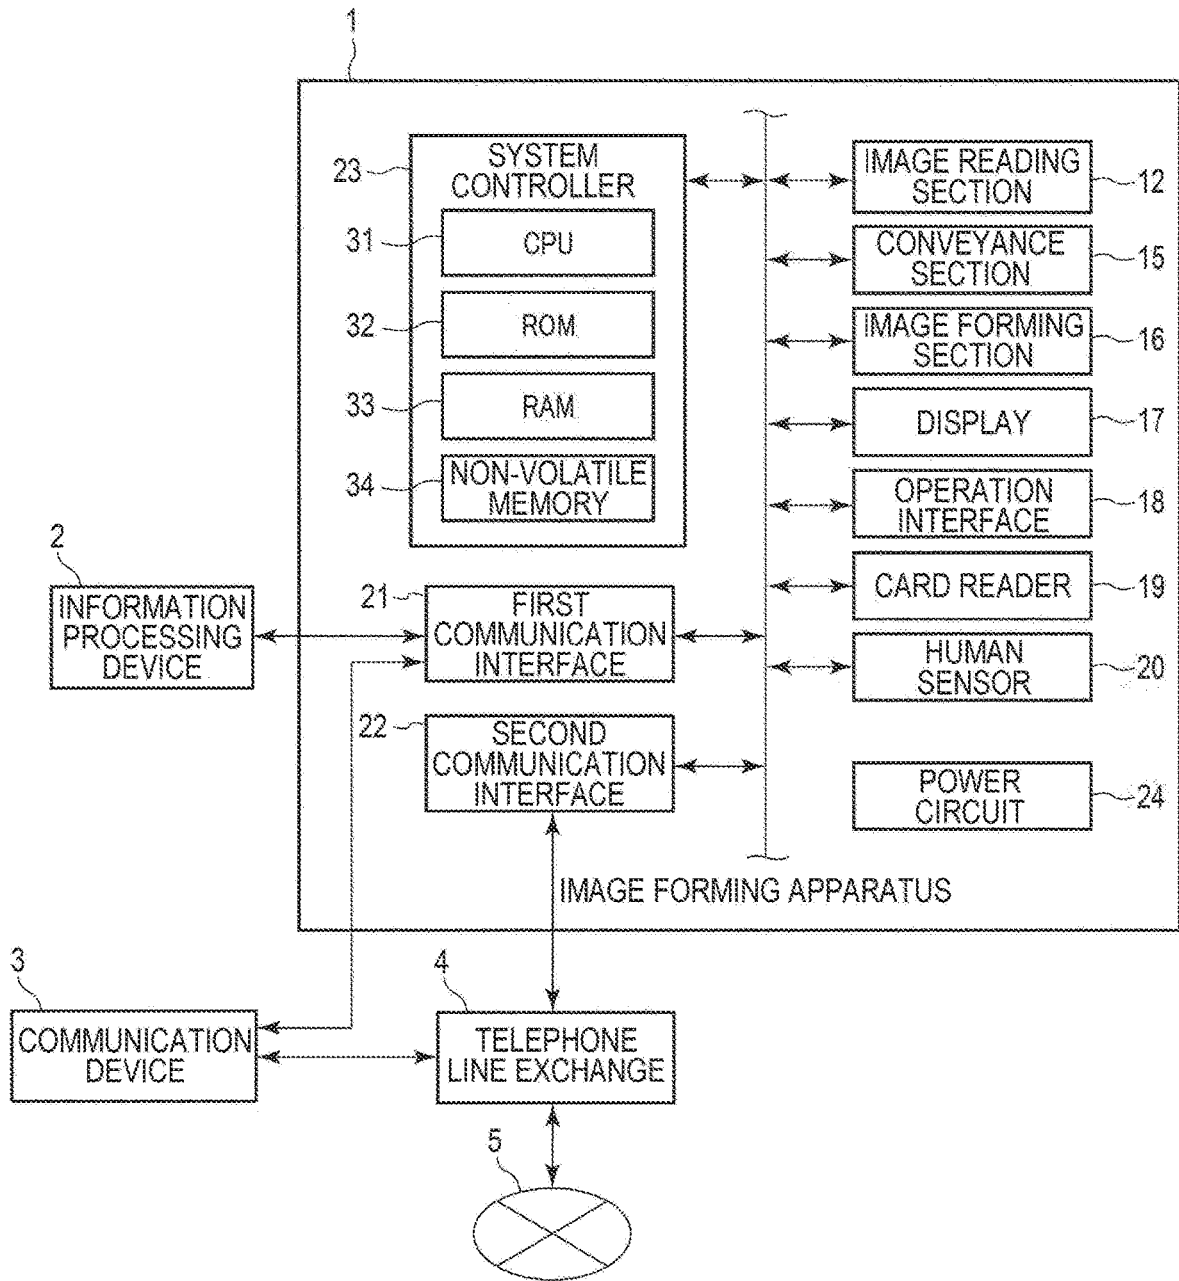 1
23
SYSTEM
CONTROLLER
31
CPU
32
ROM
33
RAM
34
NON-VOLATILE
MEMORY
IMAGE READING
SECTION
12
CONVEYANCE
SECTION
15
IMAGE FORMING
SECTION
16
DISPLAY
17
OPERATION
INTERFACE
18
CARD READER
19
HUMAN
SENSOR
20
POWER
CIRCUIT
24
2
INFORMATION
PROCESSING
DEVICE
21
FIRST
COMMUNICATION
INTERFACE
22
SECOND
COMMUNICATION
INTERFACE
IMAGE FORMING APPARATUS
3
COMMUNICATION
DEVICE
4
TELEPHONE
LINE EXCHANGE
5